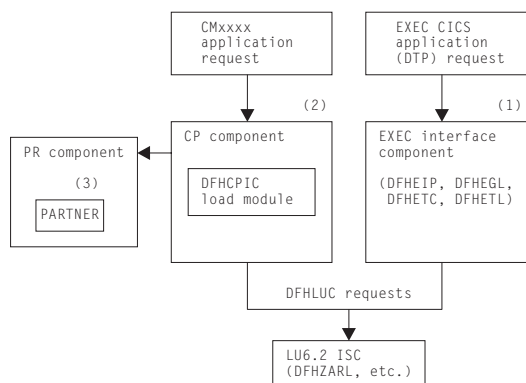 CMxxxx
application
request
EXEC CICS
application
(DTP) request
(2)
(1)
CP component
DFHCPIC
load module
EXEC interface
component
(DFHEIP, DFHEGL,
DFHETC, DFHETL)
PR component
(3)
PARTNER
DFHLUC requests
LU6.2 ISC
(DFHZARL, etc.)